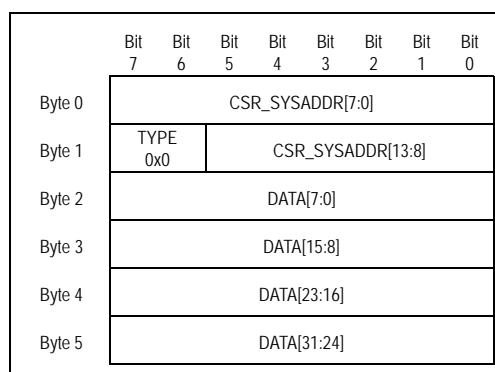 Bit Bit Bit Bit Bit Bit Bit Bit
7 6 5 4 3 2 1 0
Byte 0 CSR_SYSADDR[7:0]
Byte 1 TYPE 0x0 CSR_SYSADDR[13:8]
Byte 2 DATA[7:0]
Byte 3 DATA[15:8]
Byte 4 DATA[23:16]
Byte 5 DATA[31:24]